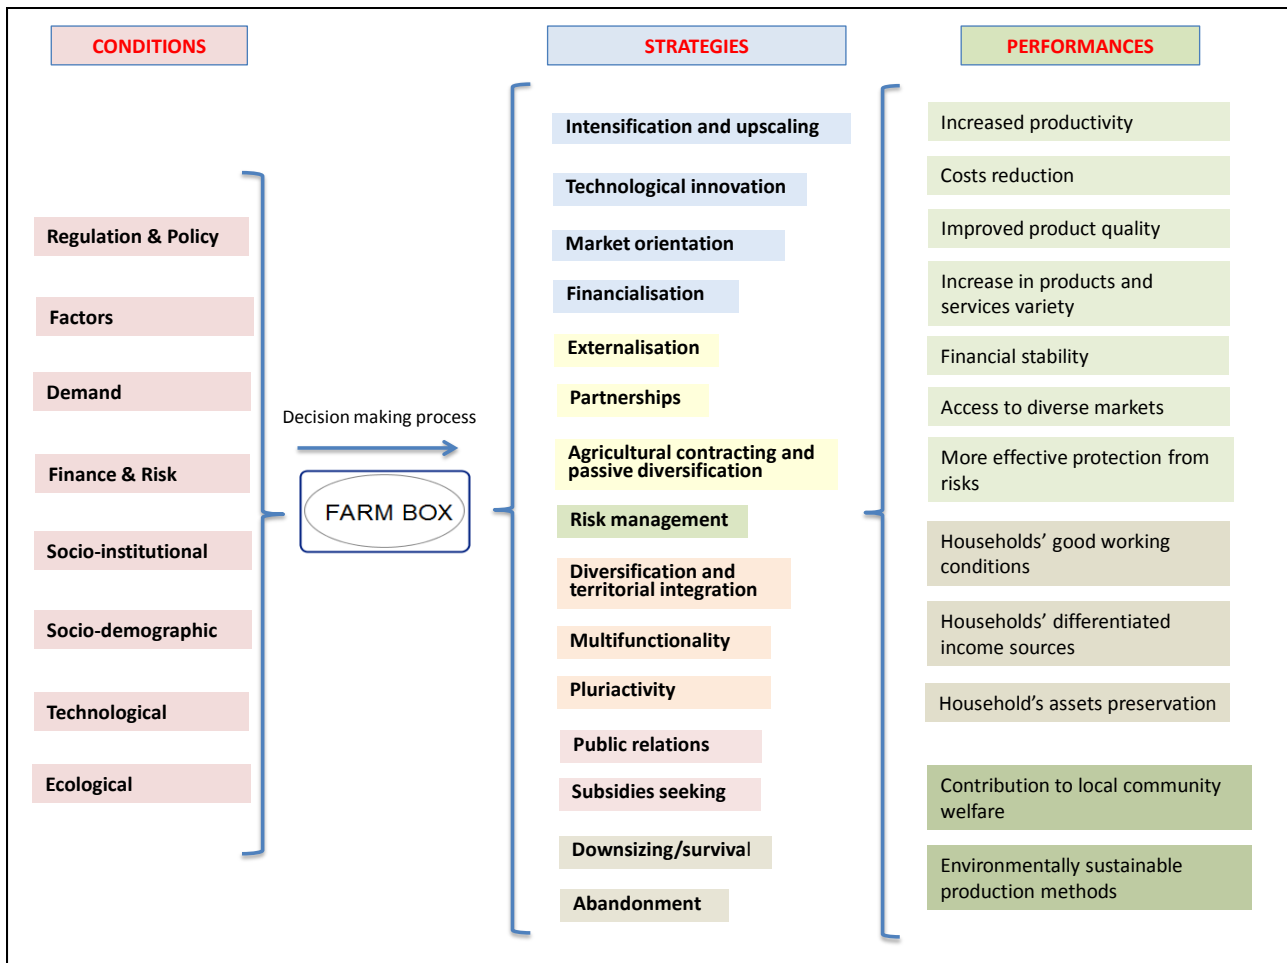 CONDITIONS
STRATEGIES
PERFORMANCES
Regulation & Policy
Factors
Demand
Finance & Risk
Socio-institutional
Socio-demographic
Technological
Ecological
Decision making process
FARM BOX
Intensification and upscaling
Technological innovation
Market orientation
Financialisation
Externalisation
Partnerships
Agricultural contracting and
passive diversification
Risk management
Diversification and
territorial integration
Multifunctionality
Pluriactivity
Public relations
Subsidies seeking
Downsizing/survival
Abandonment
Increased productivity
Costs reduction
Improved product quality
Increase in products and
services variety
Financial stability
Access to diverse markets
More effective protection from
risks
Households’ good working
conditions
Households’ differentiated
income sources
Household’s assets preservation
Contribution to local community
welfare
Environmentally sustainable
production methods